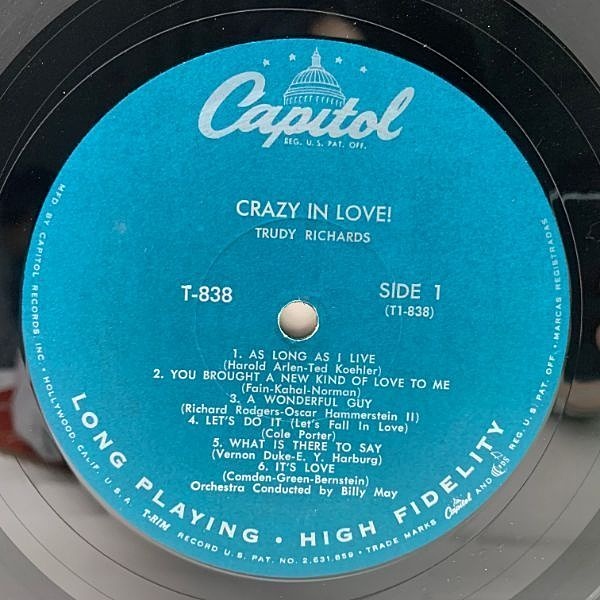 Capitol
REG. U. S. PAT. OFF.
CRAZY IN LOVE!
TRUDY RICHARDS
T-838
SIDE 1
(T1-838)
1. AS LONG AS I LIVE
(Harold Arlen-Ted Koehler)
2. YOU BROUGHT A NEW KIND OF LOVE TO ME
(Fain-Kahal-Norman)
3. A WONDERFUL GUY
(Richard Rodgers-Oscar Hammerstein II)
4. LET'S DO IT (Let's Fall In Love)
(Cole Porter)
5. WHAT IS THERE TO SAY
(Vernon Duke-E. Y. Harburg)
6. IT'S LOVE
(Comden-Green-Bernstein)
Orchestra Conducted by Billy May
LONG PLAYING • HIGH FIDELITY
MFD BY CAPITOL RECORDS, INC. • HOLLYWOOD, CALIF. U. S. A. T-RIM RECORD U. S. PAT. NO. 2,631,859 • TRADE MARKS Capitol AND REG. U. S. PAT. OFF. • MARCAS REGISTRADAS